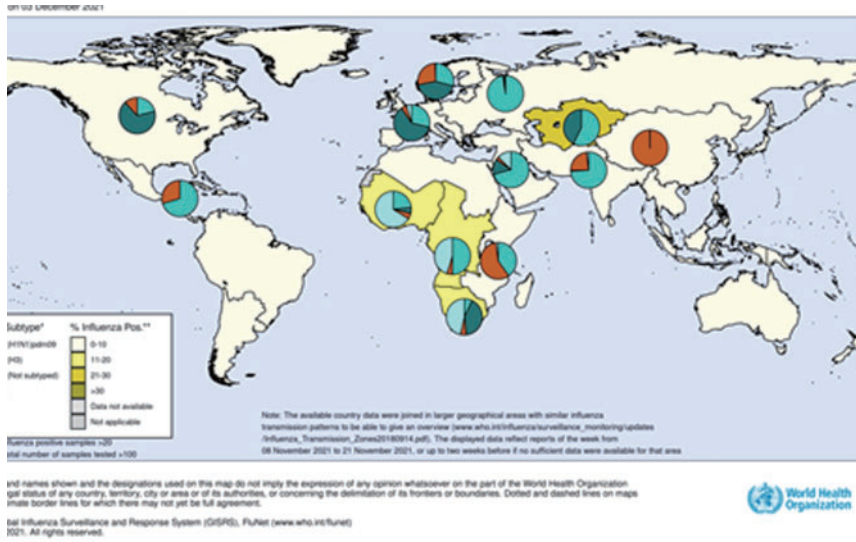 on 03 December 2021
Subtype*
% Influenza Pos.**
(H1N1)pdm09
0-10
(H3)
11-20
(Not subtyped)
21-30
>30
Data not available
Not applicable
fluenza positive samples >20
otal number of samples tested >100
Note: The available country data were joined in larger geographical areas with similar influenza
transmission patterns to be able to give an overview (www.who.int/influenza/surveillance_monitoring/updates
/Influenza_Transmission_Zones20180914.pdf). The displayed data reflect reports of the week from
08 November 2021 to 21 November 2021, or up to two weeks before if no sufficient data were available for that area
and names shown and the designations used on this map do not imply the expression of any opinion whatsoever on the part of the World Health Organization
egal status of any country, territory, city or area or of its authorities, or concerning the delimitation of its frontiers or boundaries. Dotted and dashed lines on maps
ximate border lines for which there may not yet be full agreement.
bal Influenza Surveillance and Response System (GISRS), FluNet (www.who.int/flunet)
2021. All rights reserved.
World Health
Organization